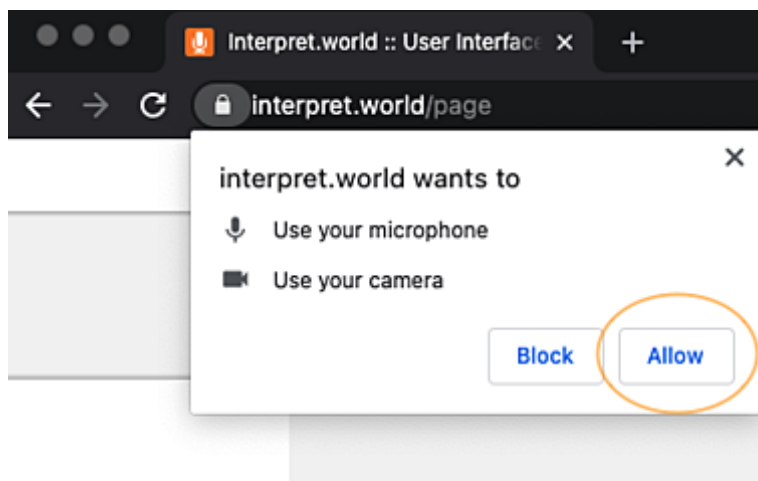 Interpret.world :: User Interface
interpret.world/page
interpret.world wants to
Use your microphone
Use your camera
Block
Allow